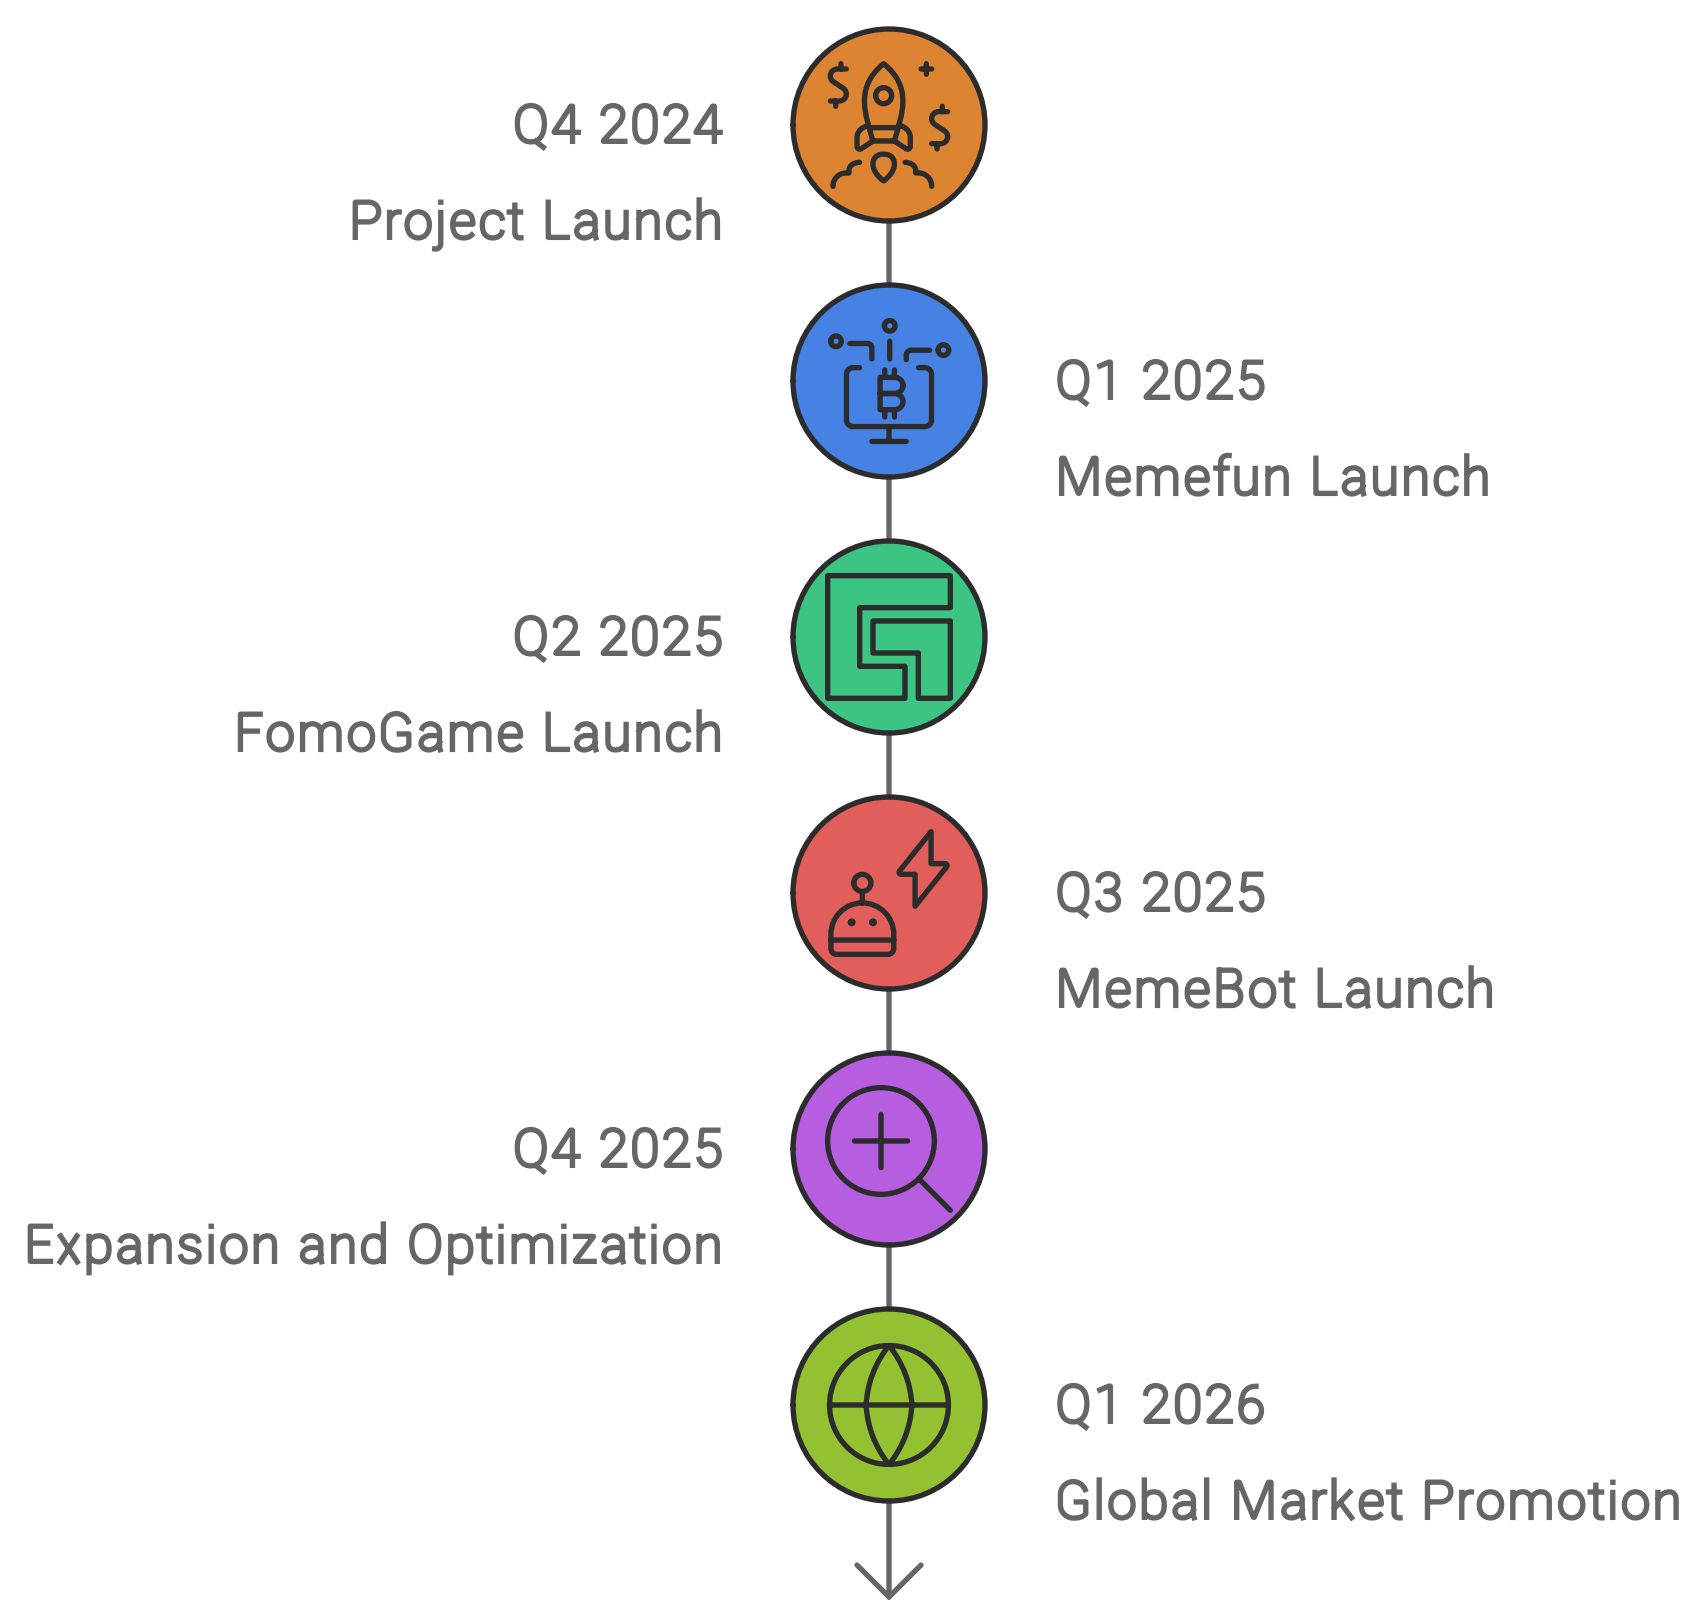 Q4 2024
Project Launch
Q1 2025
Memefun Launch
Q2 2025
FomoGame Launch
Q3 2025
MemeBot Launch
Q4 2025
Expansion and Optimization
Q1 2026
Global Market Promotion